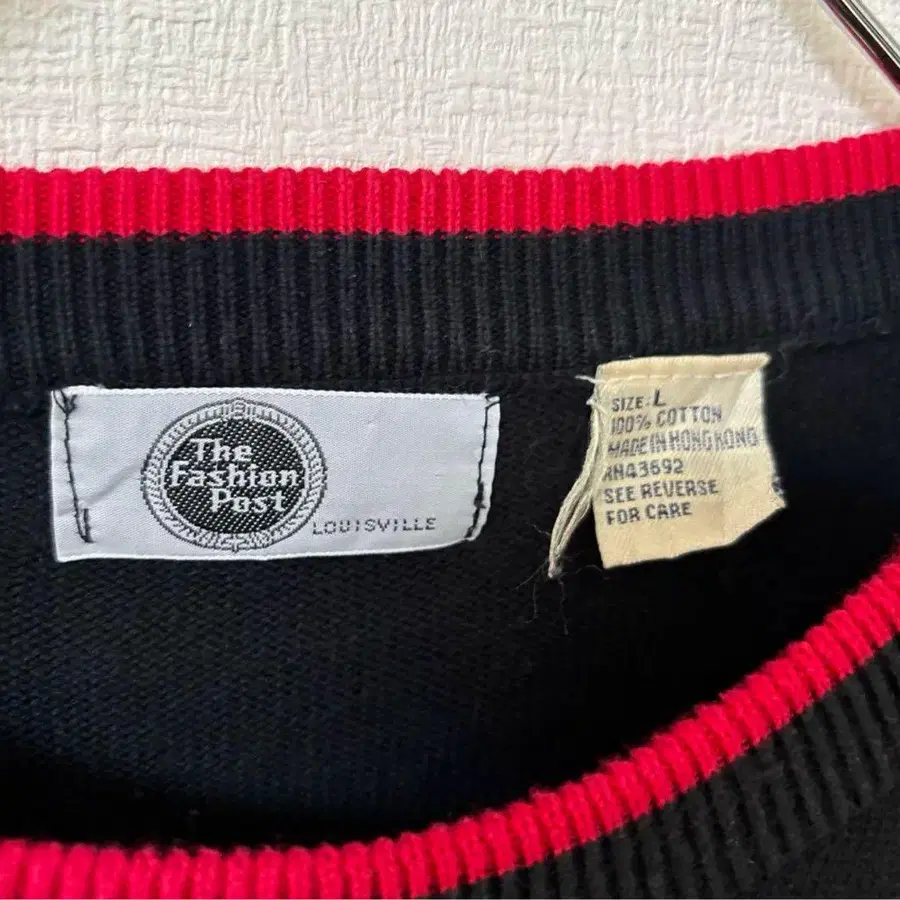 The
Fashion
Post
LOUISVILLE
SIZE: L
100% COTTON
MADE IN HONG KONG
RN43692
SEE REVERSE
FOR CARE